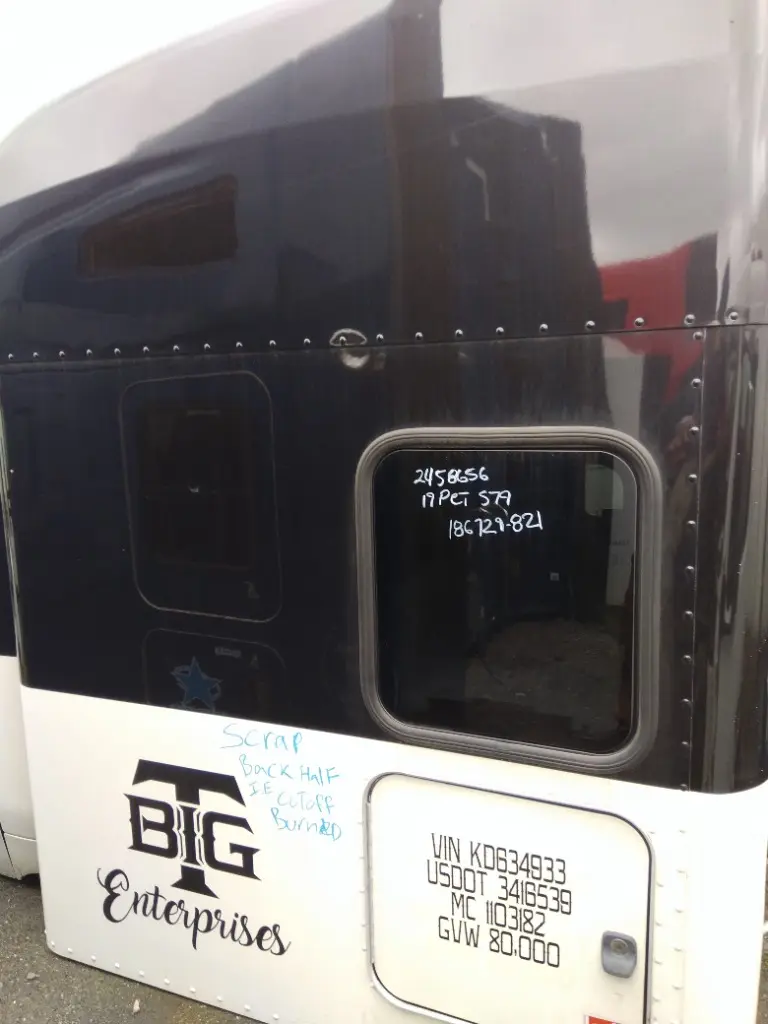 2458656
19 PET 579
186729-821
Scrap
Back Half
I.E CUTOFF
Burned
BIG T
Enterprises
VIN KD634933
USDOT 3416539
MC 1103182
GVW 80,000